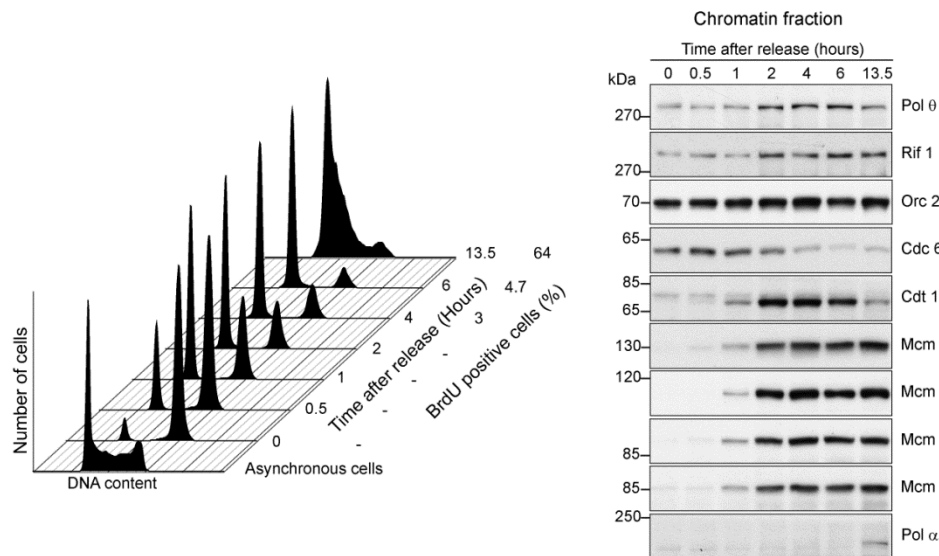 Number of cells
DNA content
Asynchronous cells
0
0.5
1
2
4
6
13.5
Time after release (Hours)
-
-
-
-
3
4.7
64
BrdU positive cells (%)
Chromatin fraction
Time after release (hours)
kDa
0 0.5 1 2 4 6 13.5
270 Pol θ
270 Rif 1
70 Orc 2
65 Cdc 6
85 Cdt 1
65
130 Mcm
120 Mcm
85 Mcm
85 Mcm
250 Pol α